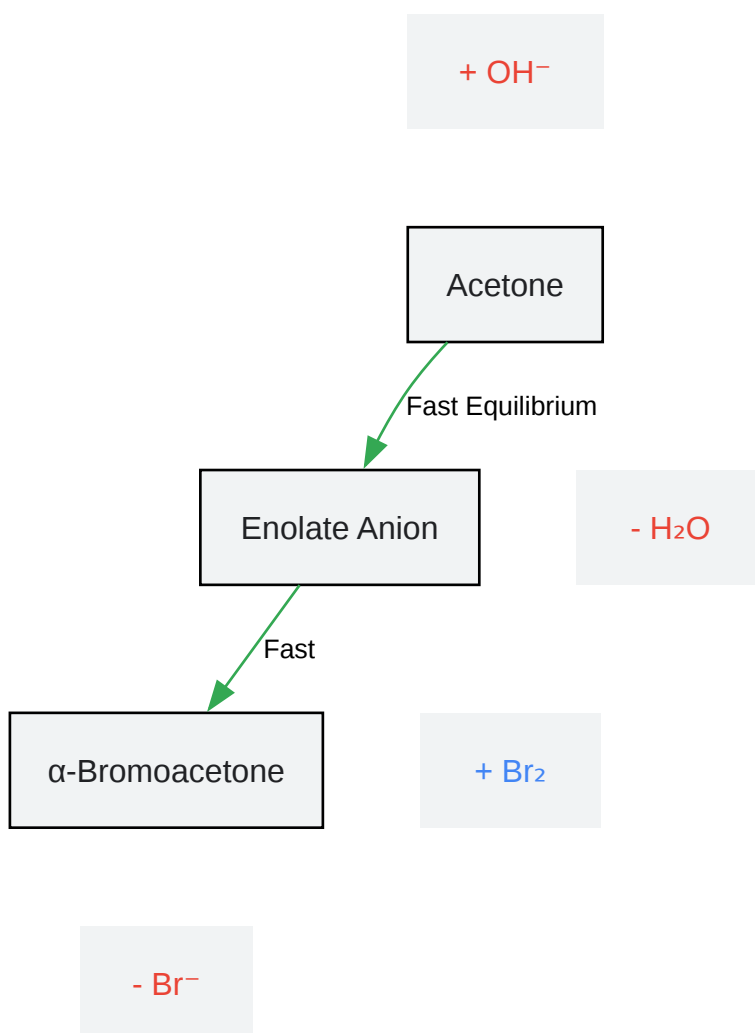 + OH⁻
Acetone
Fast Equilibrium
Enolate Anion
- H₂O
Fast
α-Bromoacetone
+ Br₂
- Br⁻